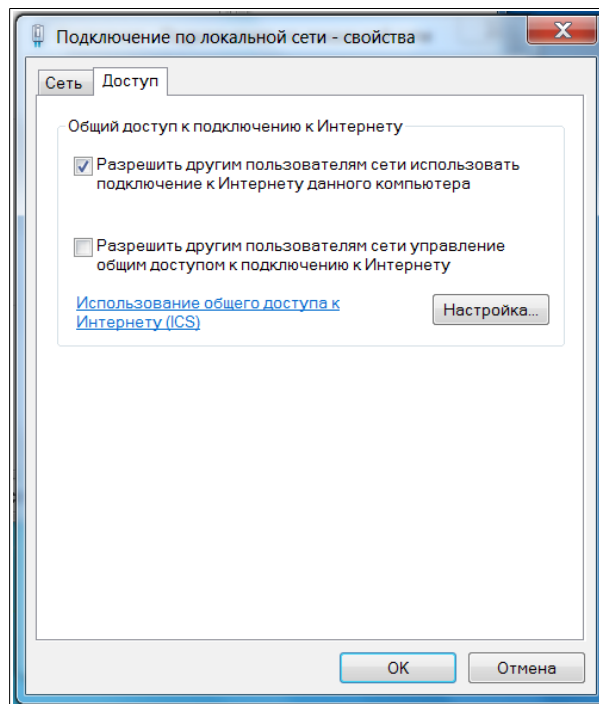 Подключение по локальной сети - свойства
Сеть
Доступ
Общий доступ к подключению к Интернету
Разрешить другим пользователям сети использовать
подключение к Интернету данного компьютера
Разрешить другим пользователям сети управление
общим доступом к подключению к Интернету
Использование общего доступа к
Интернету (ICS)
Настройка...
OK
Отмена